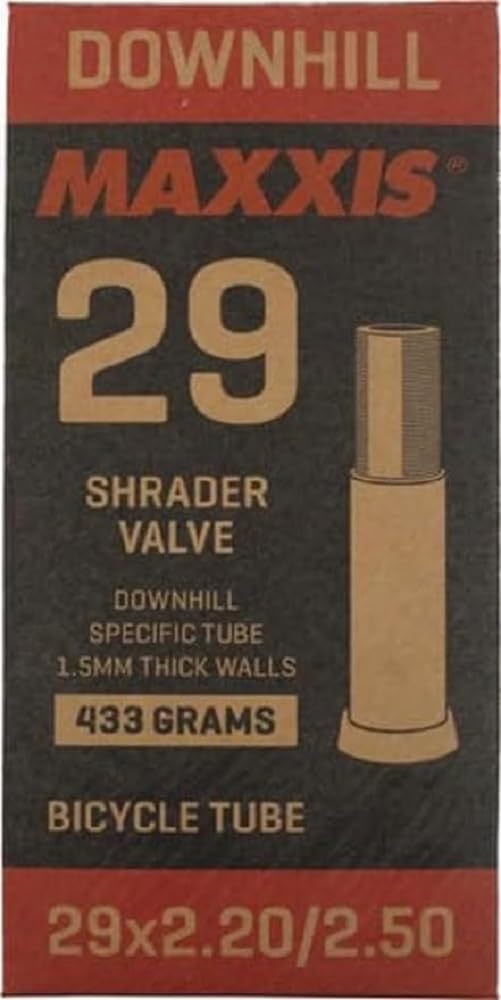 DOWNHILL
MAXXIS®
29
SHRADER
VALVE
DOWNHILL
SPECIFIC TUBE
1.5MM THICK WALLS
433 GRAMS
BICYCLE TUBE
29x2.20/2.50